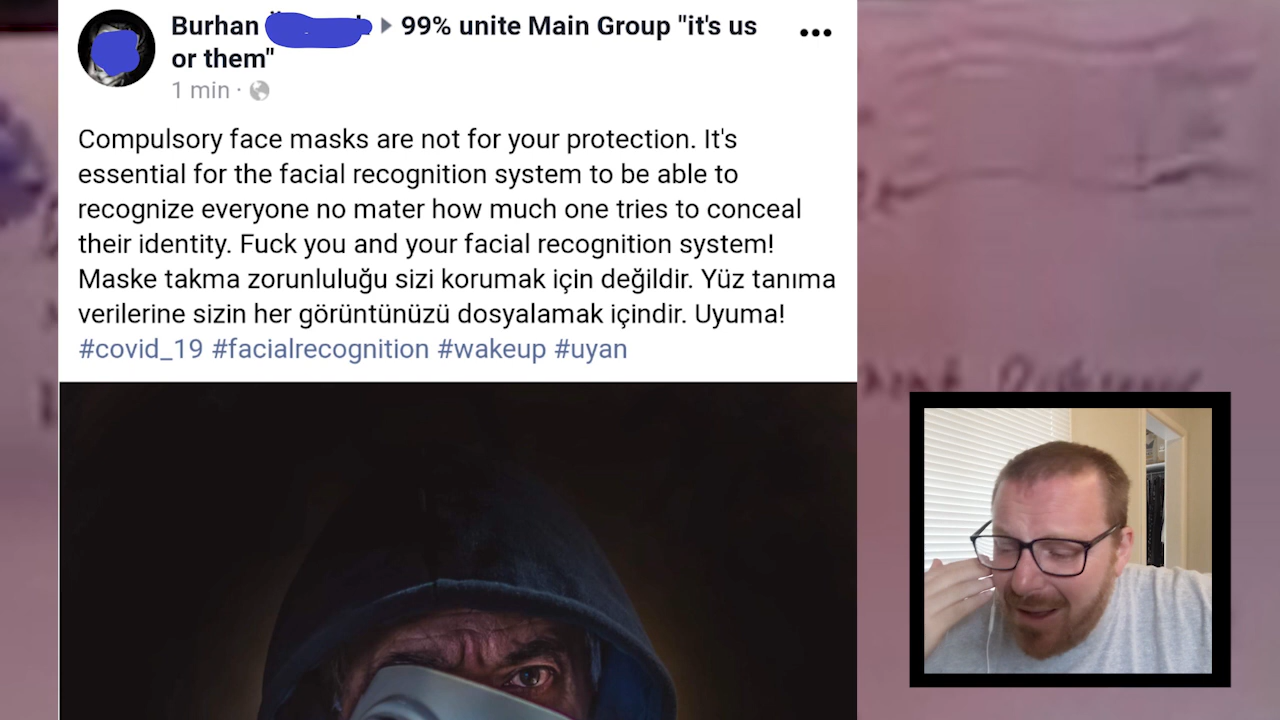 Burhan ▸ 99% unite Main Group "it's us
or them"
1 min ·
Compulsory face masks are not for your protection. It's
essential for the facial recognition system to be able to
recognize everyone no mater how much one tries to conceal
their identity. Fuck you and your facial recognition system!
Maske takma zorunluluğu sizi korumak için değildir. Yüz tanıma
verilerine sizin her görüntünüzü dosyalamak içindir. Uyuma!
#covid_19 #facialrecognition #wakeup #uyan